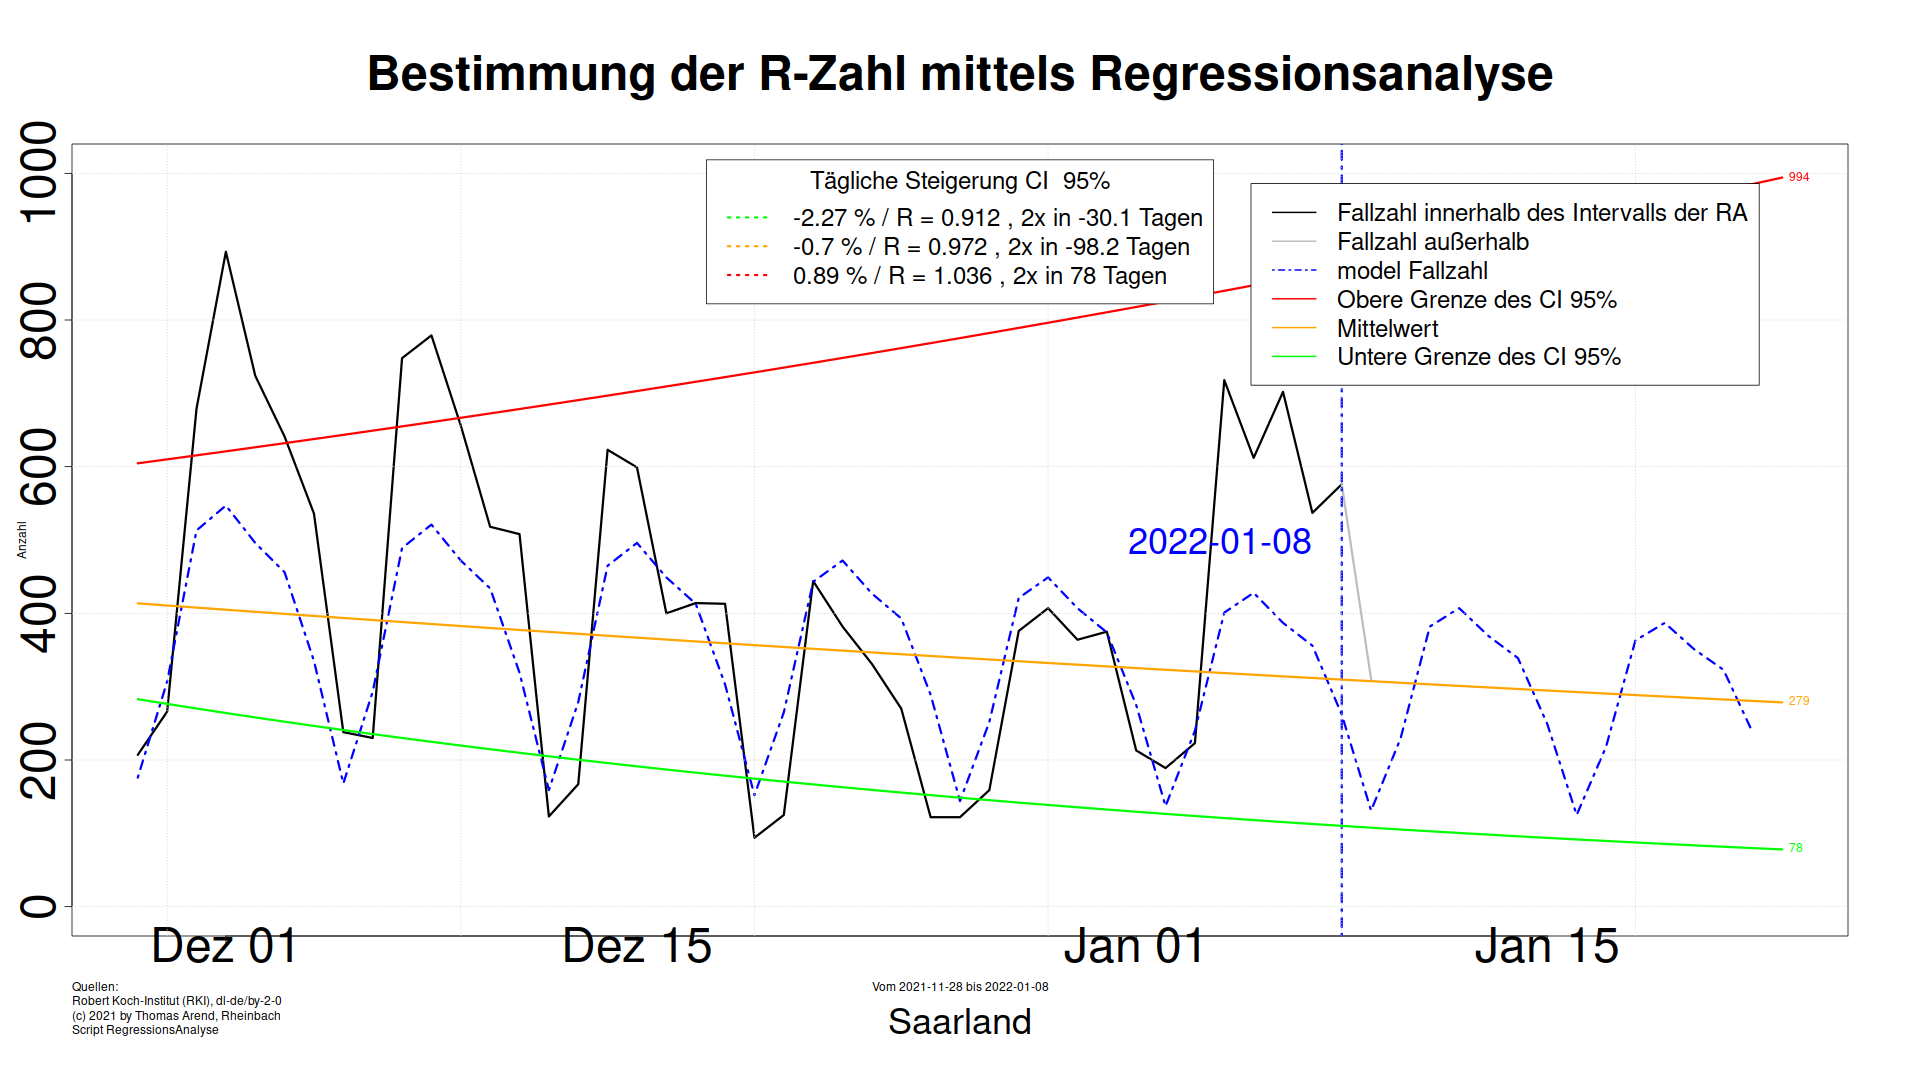 Bestimmung der R-Zahl mittels Regressionsanalyse
Anzahl
0
200
400
600
800
1000
Tägliche Steigerung CI  95%
-2.27 % / R = 0.912 , 2x in -30.1 Tagen
-0.7 % / R = 0.972 , 2x in -98.2 Tagen
0.89 % / R = 1.036 , 2x in 78 Tagen
Fallzahl innerhalb des Intervalls der RA
Fallzahl außerhalb
model Fallzahl
Obere Grenze des CI 95%
Mittelwert
Untere Grenze des CI 95%
994
2022-01-08
279
78
Dez 01
Dez 15
Jan 01
Jan 15
Quellen:
Robert Koch-Institut (RKI), dl-de/by-2-0
(c) 2021 by Thomas Arend, Rheinbach
Script RegressionsAnalyse
Vom 2021-11-28 bis 2022-01-08
Saarland